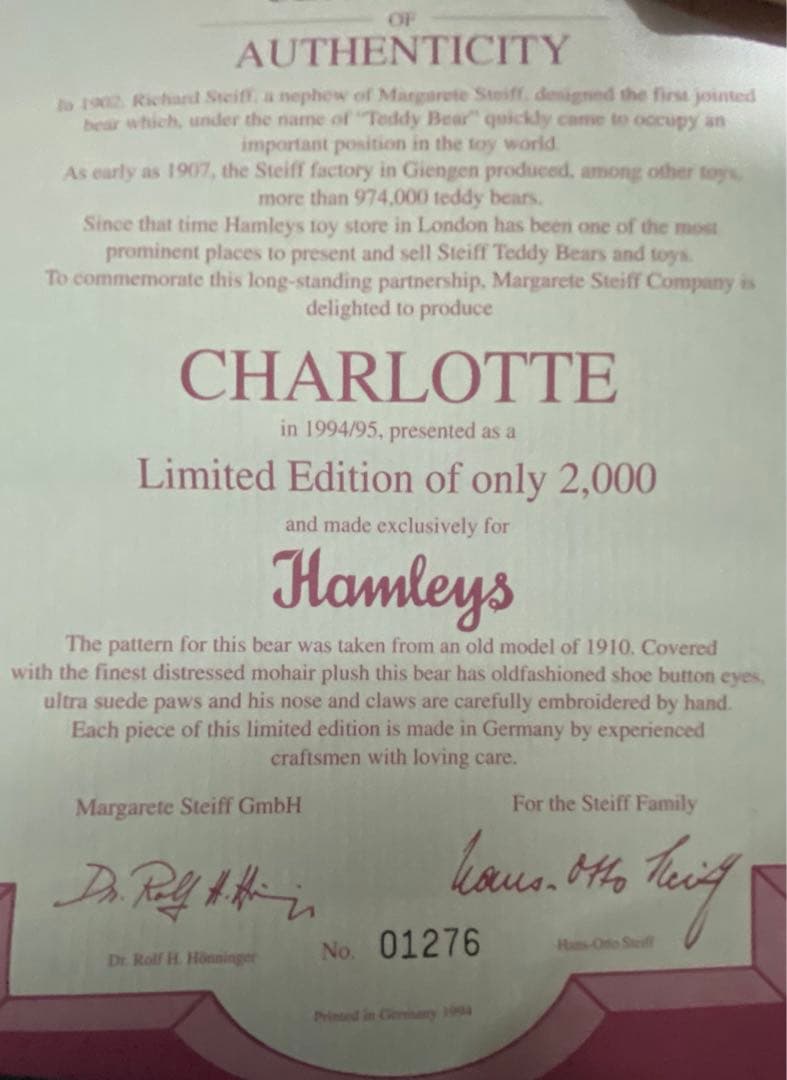 OF
AUTHENTICITY
In 1902, Richard Steiff, a nephew of Margarete Steiff, designed the first jointed
bear which, under the name of "Teddy Bear" quickly came to occupy an
important position in the toy world.
As early as 1907, the Steiff factory in Giengen produced, among other toys,
more than 974,000 teddy bears.
Since that time Hamleys toy store in London has been one of the most
prominent places to present and sell Steiff Teddy Bears and toys.
To commemorate this long-standing partnership, Margarete Steiff Company is
delighted to produce
CHARLOTTE
in 1994/95, presented as a
Limited Edition of only 2,000
and made exclusively for
Hamleys
The pattern for this bear was taken from an old model of 1910. Covered
with the finest distressed mohair plush this bear has oldfashioned shoe button eyes,
ultra suede paws and his nose and claws are carefully embroidered by hand.
Each piece of this limited edition is made in Germany by experienced
craftsmen with loving care.
Margarete Steiff GmbH For the Steiff Family
Dr. Rolf H. Hönninger Hans-Otto Steiff
Dr. Rolf H. Hönninger No. 01276 Hans-Otto Steiff
Printed in Germany 1994